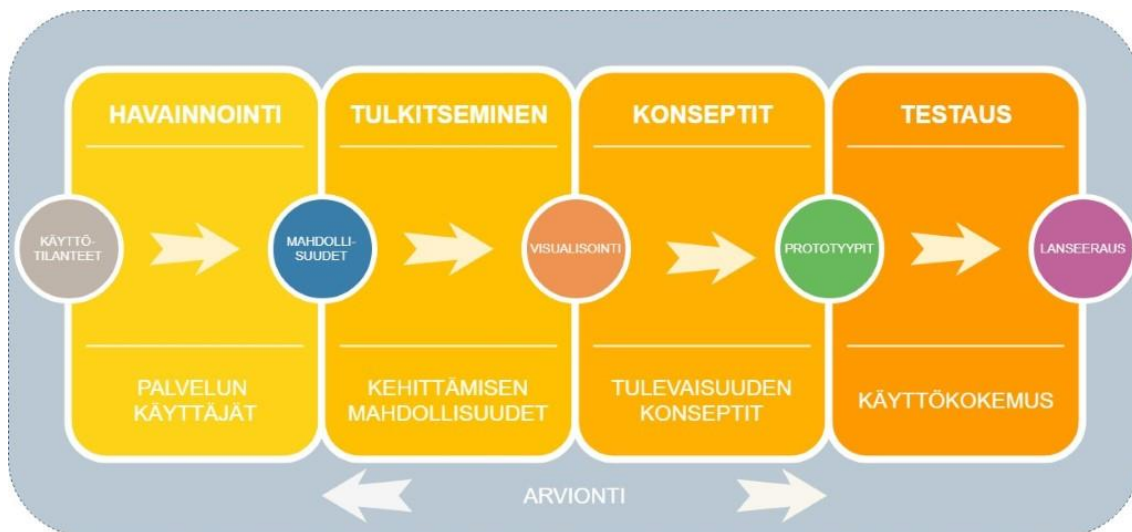 HAVAINNOINTI
TULKITSEMINEN
KONSEPTIT
TESTAUS
KÄYTTÖ-
TILANTEET
MAHDOLLI-
SUUDET
VISUALISOINTI
PROTOTYYPIT
LANSEERAUS
PALVELUN
KÄYTTÄJÄT
KEHITTÄMISEN
MAHDOLLISUUDET
TULEVAISUUDEN
KONSEPTIT
KÄYTTÖKOKEMUS
ARVIONTI